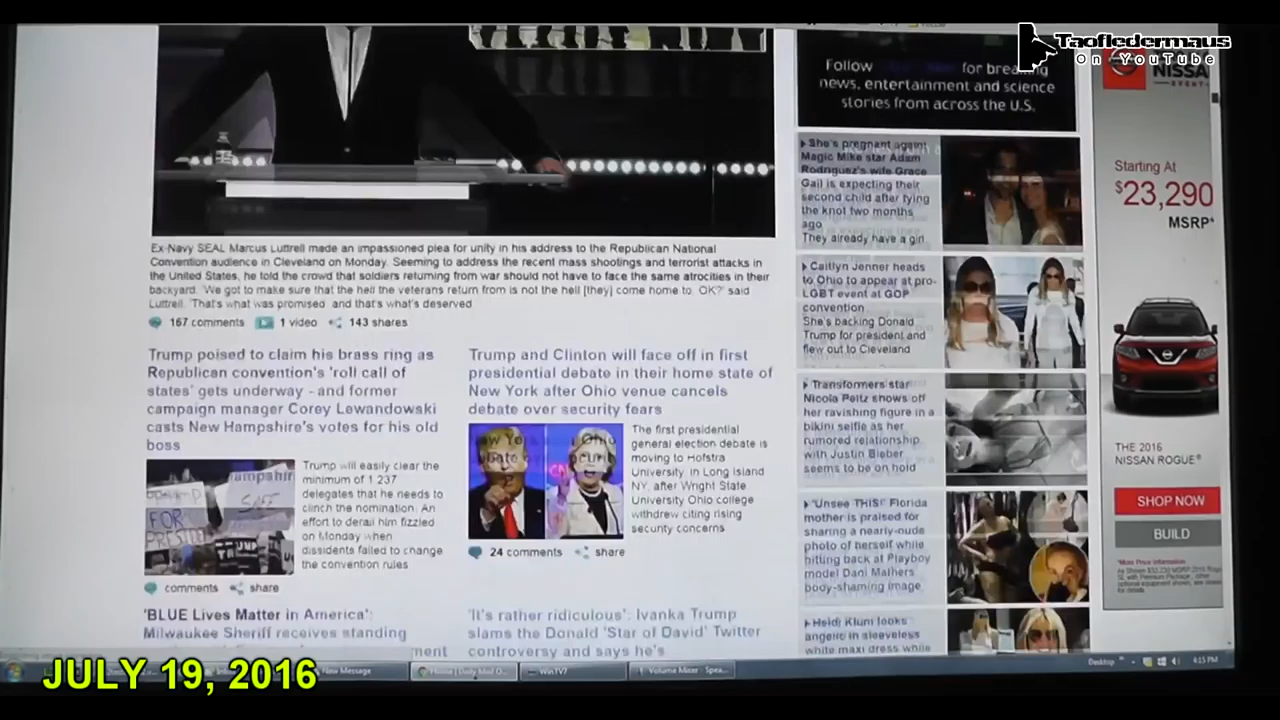 Taofledermaus
On YouTube
Follow for breaking
news, entertainment and science
stories from across the U.S.
NISSA
EVENT
Starting At
$23,290
MSRP*
She's pregnant again
Magic Mike star Adam
Rodriguez's wife Grace
Gail is expecting their
second child after tying
the knot two months
ago
They already have a girl
Ex-Navy SEAL Marcus Luttrell made an impassioned plea for unity in his address to the Republican National
Convention audience in Cleveland on Monday. Seeming to address the recent mass shootings and terrorist attacks in
the United States, he told the crowd that soldiers returning from war should not have to face the same atrocities in their
backyard. 'We got to make sure that the hell the veterans return from is not the hell [they] come home to. OK?' said
Luttrell. 'That's what was promised and that's what's deserved
167 comments 1 video 143 shares
Caitlyn Jenner heads
to Ohio to appear at pro-
LGBT event at GOP
convention
She's backing Donald
Trump for president and
flew out to Cleveland
Trump poised to claim his brass ring as
Republican convention's 'roll call of
states' gets underway - and former
campaign manager Corey Lewandowski
casts New Hampshire's votes for his old
boss
Trump will easily clear the
minimum of 1 237
delegates that he needs to
clinch the nomination. An
effort to derail him fizzled
on Monday when
dissidents failed to change
the convention rules
FOR
TRUMP
comments share
Trump and Clinton will face off in first
presidential debate in their home state of
New York after Ohio venue cancels
debate over security fears
The first presidential
general election debate is
moving to Hofstra
University, in Long Island
NY, after Wright State
University Ohio college
withdrew citing rising
security concerns
24 comments share
Transformers star
Nicola Peltz shows off
her ravishing figure in a
bikini selfie as her
rumored relationship
with Justin Bieber
seems to be on hold
'Unsee THIS!' Florida
mother is praised for
sharing a nearly-nude
photo of herself while
hitting back at Playboy
model Dani Mathers
body-shaming image
Heidi Klum looks
angelic in sleeveless
white maxi dress while
THE 2016
NISSAN ROGUE
SHOP NOW
BUILD
'BLUE Lives Matter in America':
Milwaukee Sheriff receives standing
'It's rather ridiculous': Ivanka Trump
slams the Donald 'Star of David' Twitter
controversy and says he's
New Message
WinTV7
Volume Mixer - Spea...
Desktop
4:15 PM
JULY 19, 2016